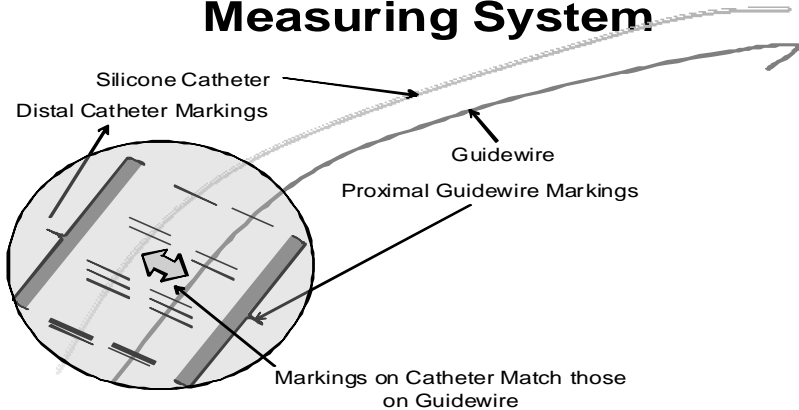 Measuring System
Silicone Catheter
Distal Catheter Markings
Guidewire
Proximal Guidewire Markings
Markings on Catheter Match those
on Guidewire